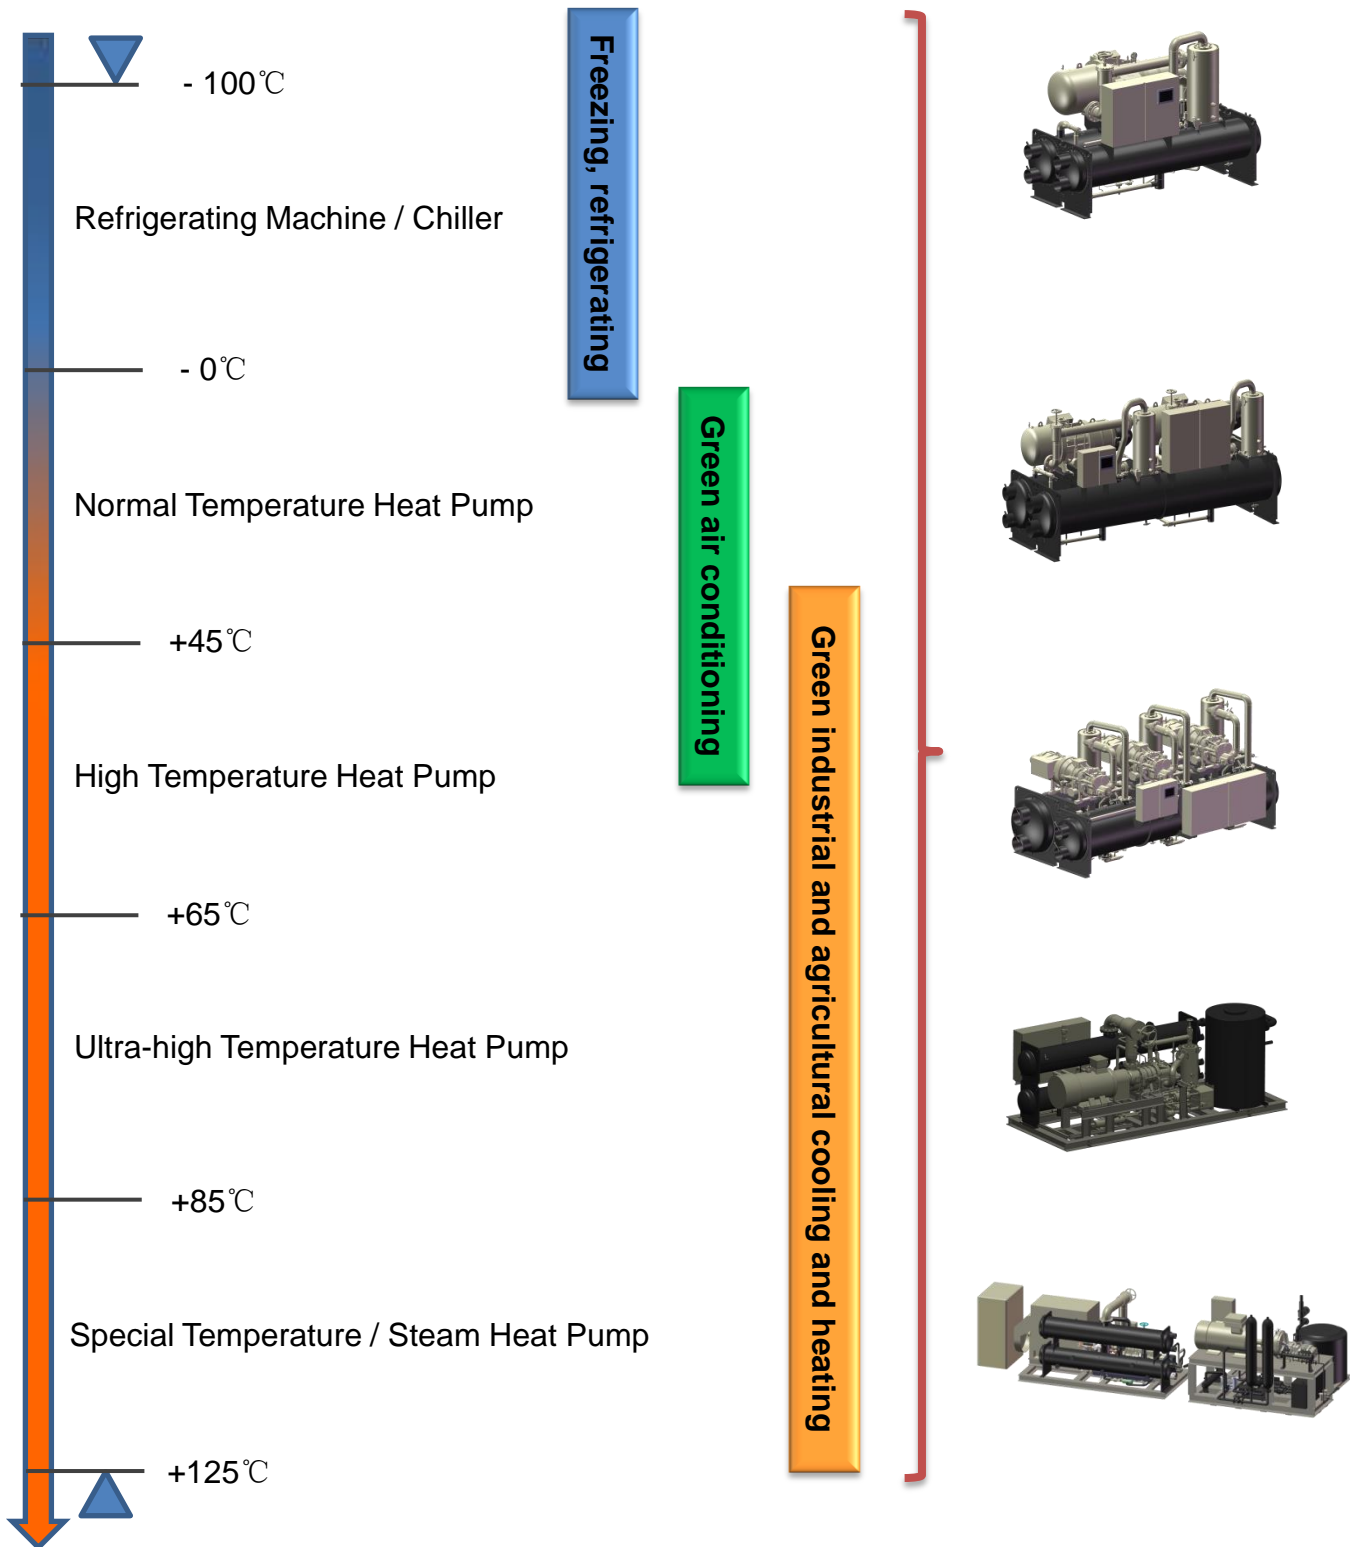 - 100℃
Refrigerating Machine / Chiller
- 0℃
Normal Temperature Heat Pump
+45℃
High Temperature Heat Pump
+65℃
Ultra-high Temperature Heat Pump
+85℃
Special Temperature / Steam Heat Pump
+125℃
Freezing, refrigerating
Green air conditioning
Green industrial and agricultural cooling and heating